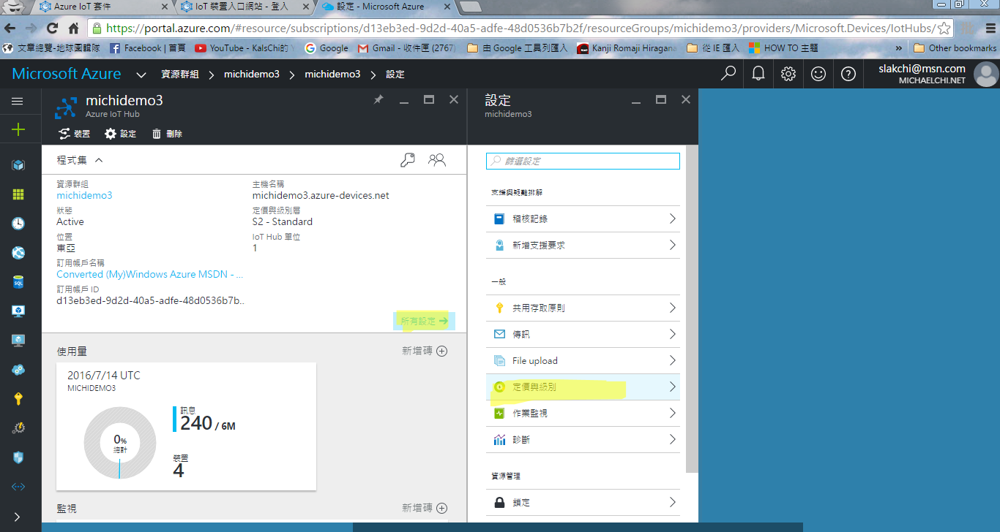 Azure IoT 套件
IoT 裝置入口網站 - 登入
設定 - Microsoft Azure
https://portal.azure.com/#resource/subscriptions/d13eb3ed-9d2d-40a5-adfe-48d0536b7b2f/resourceGroups/michidemo3/providers/Microsoft.Devices/IotHubs/
文章總覽-地球圖輯隊
Facebook | 首頁
YouTube - KalsChi的
Google
Gmail - 收件匣 (2767)
由 Google 工具列匯入
Kanji Romaji Hiragana
從 IE 匯入
HOW TO 主題
»
Other bookmarks
Microsoft Azure
資源群組 > michidemo3 > michidemo3 > 設定
slakchi@msn.com
MICHAELCHI.NET
michidemo3
Azure IoT Hub
裝置 設定 刪除
程式集
資源群組
michidemo3
狀態
Active
位置
東亞
訂用帳戶名稱
Converted (My)Windows Azure MSDN - ...
訂用帳戶 ID
d13eb3ed-9d2d-40a5-adfe-48d0536b7b...
主機名稱
michidemo3.azure-devices.net
定價與級別層
S2 - Standard
IoT Hub 單位
1
所有設定 →
使用量
新增磚
2016/7/14 UTC
MICHIDEMO3
0%
總計
訊息
240 / 6M
裝置
4
監視
新增磚
設定
michidemo3
篩選設定
支援與疑難排解
稽核記錄
新增支援要求
一般
共用存取原則
傳訊
File upload
定價與級別
作業監視
診斷
資源管理
鎖定
SQL